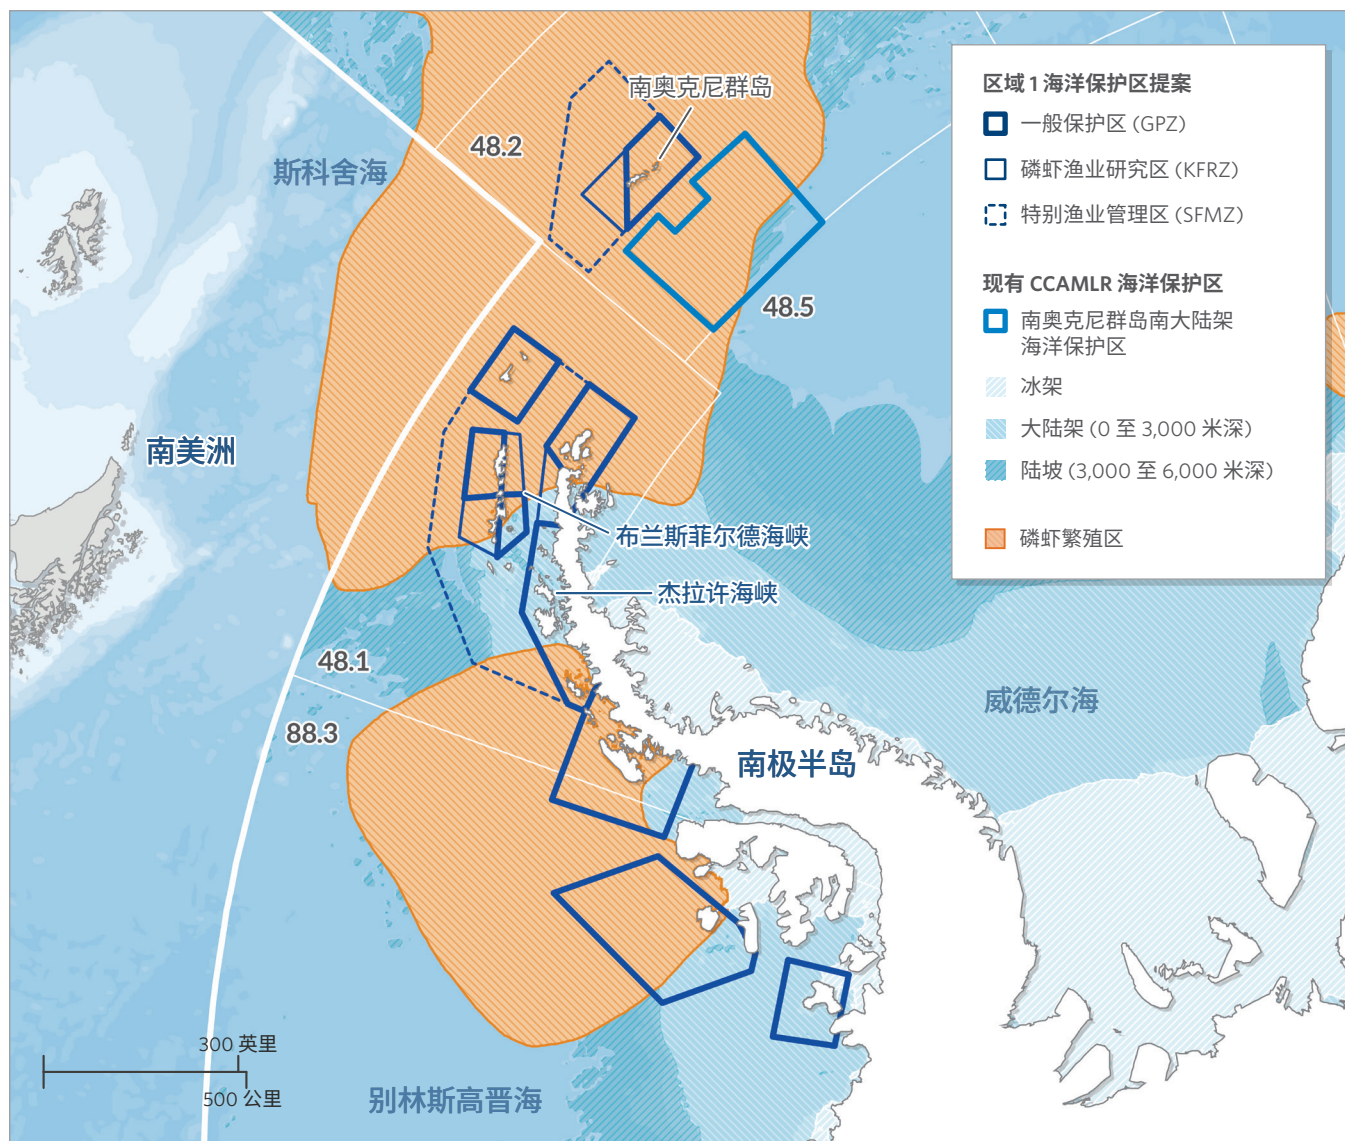 南奥克尼群岛
48.2
斯科舍海
48.5
南美洲
布兰斯菲尔德海峡
杰拉许海峡
48.1
88.3
威德尔海
南极半岛
别林斯高晋海
300 英里
500 公里
区域 1 海洋保护区提案
一般保护区 (GPZ)
磷虾渔业研究区 (KFRZ)
特别渔业管理区 (SFMZ)
现有 CCAMLR 海洋保护区
南奥克尼群岛南大陆架
海洋保护区
冰架
大陆架 (0 至 3,000 米深)
陆坡 (3,000 至 6,000 米深)
磷虾繁殖区